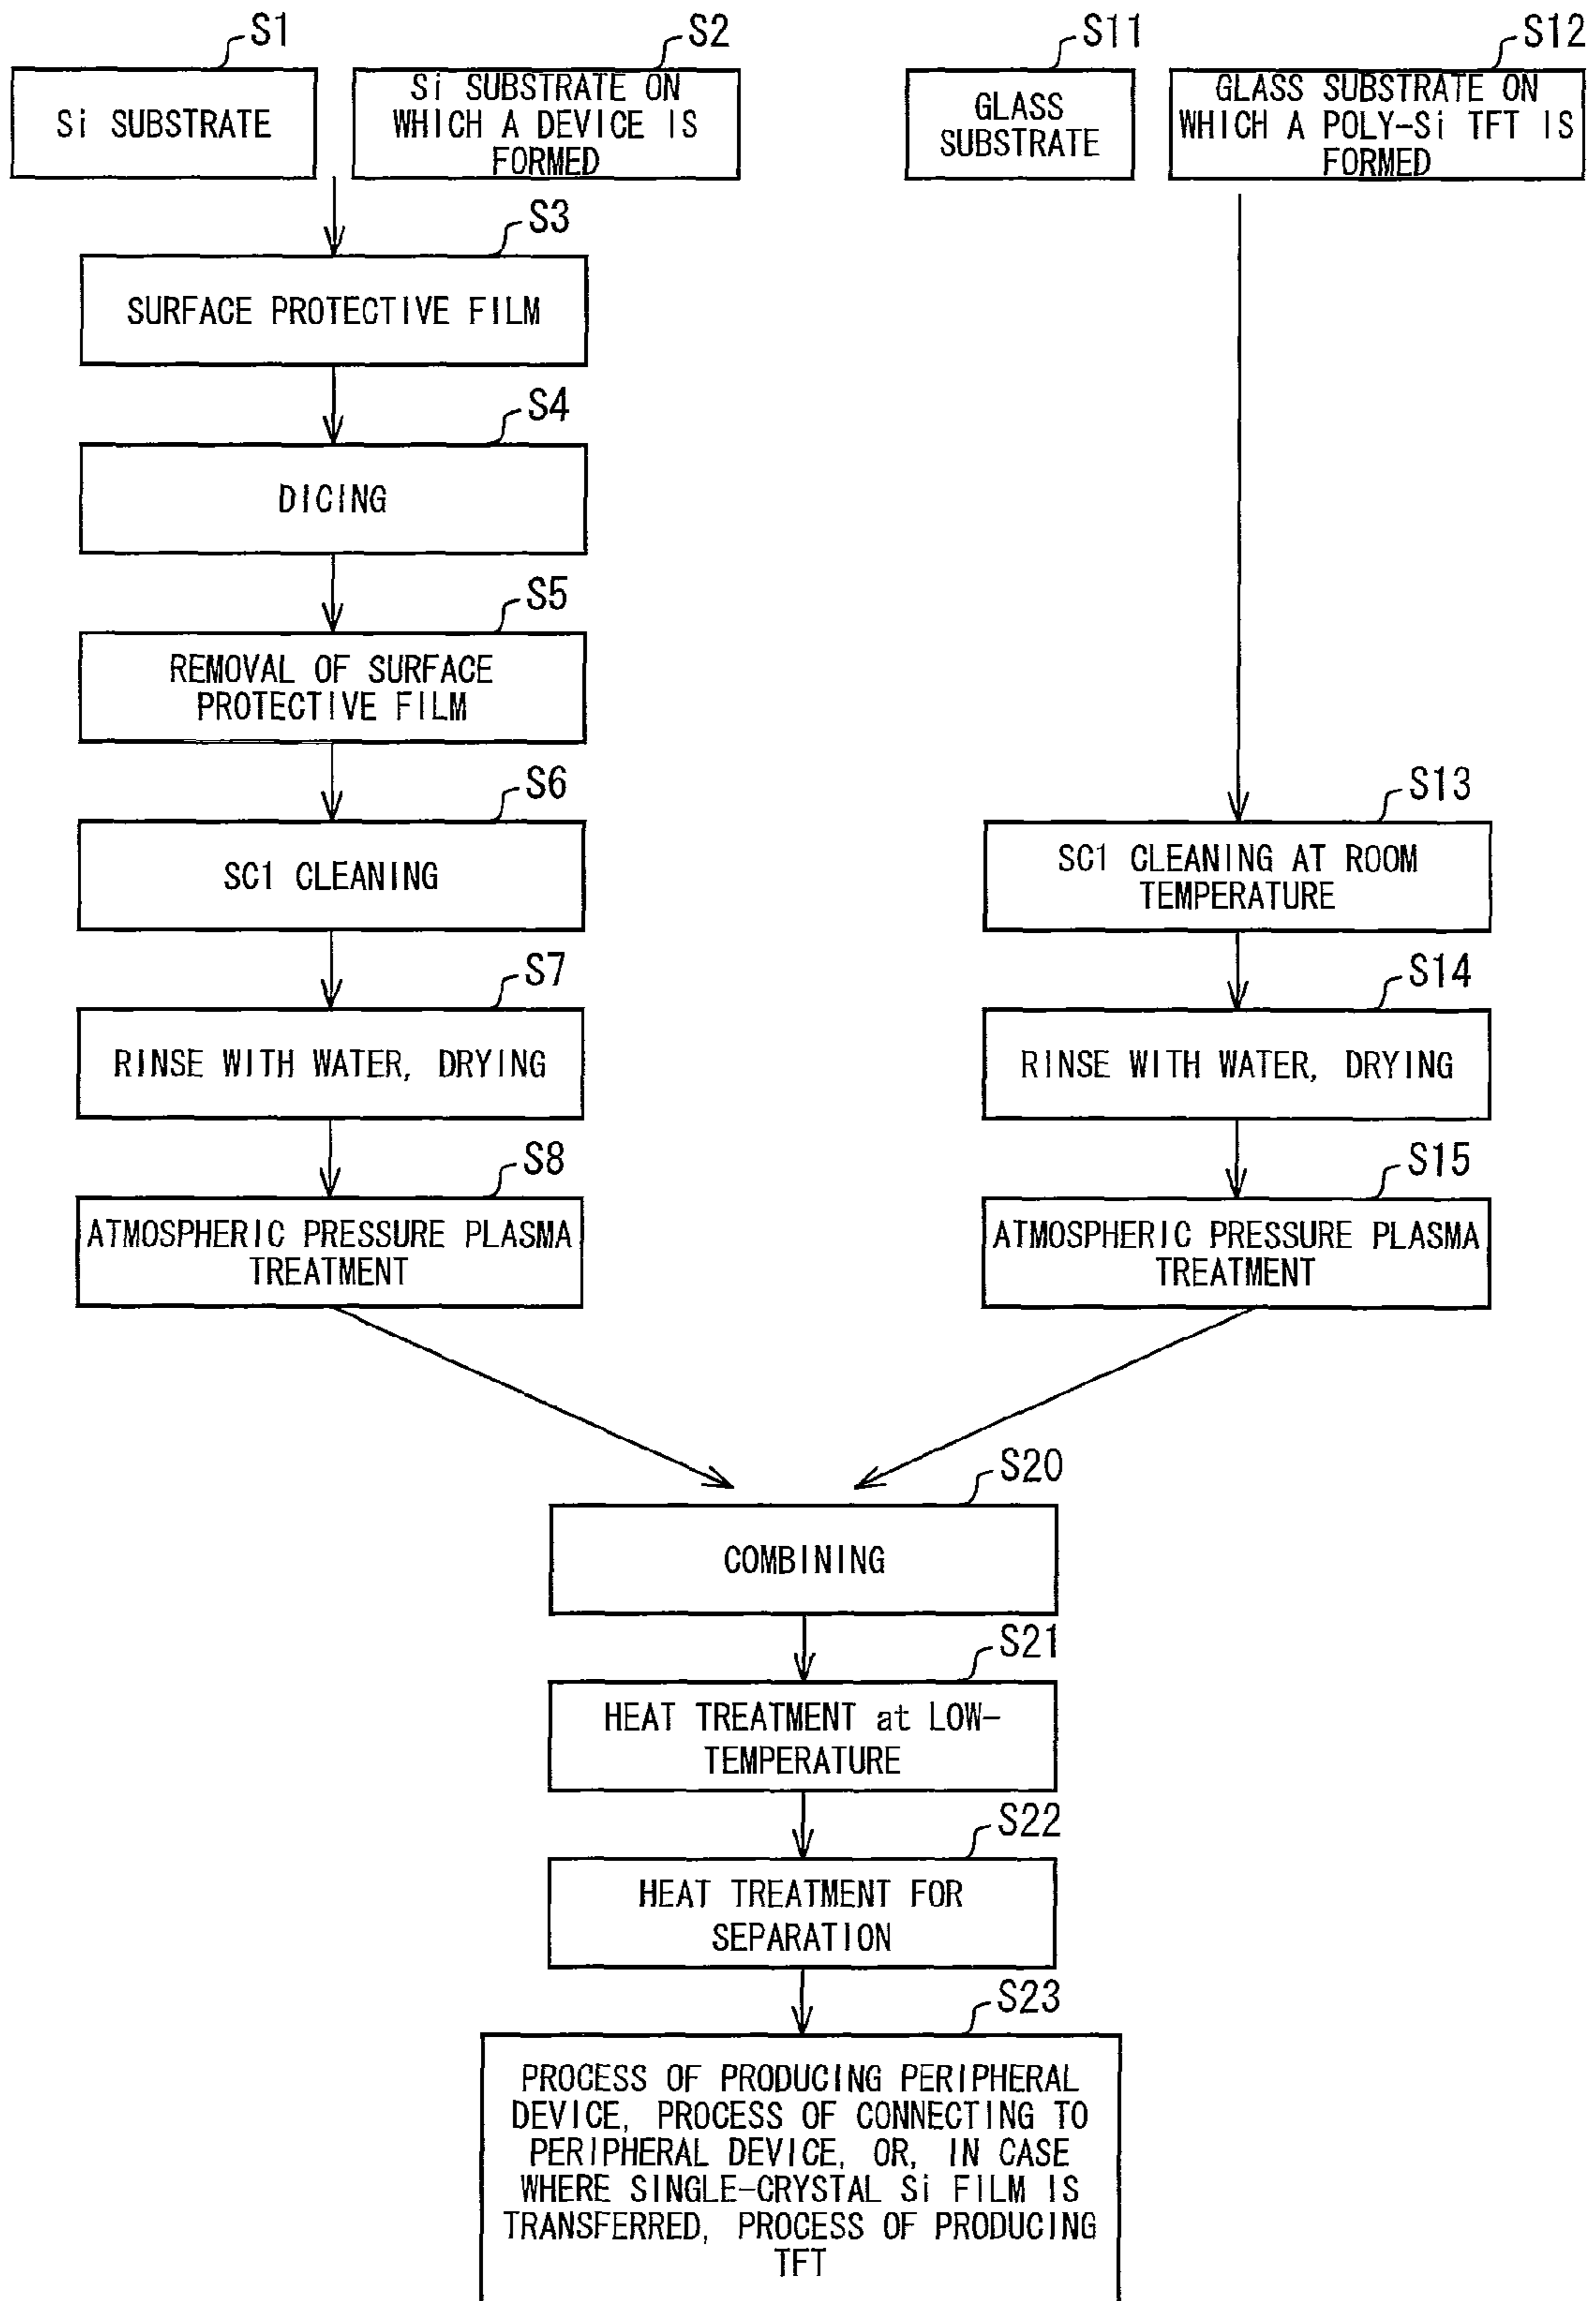 S1
Si SUBSTRATE
S2
Si SUBSTRATE ON
WHICH A DEVICE IS
FORMED
S11
GLASS
SUBSTRATE
S12
GLASS SUBSTRATE ON
WHICH A POLY-Si TFT IS
FORMED
S3
SURFACE PROTECTIVE FILM
S4
DICING
S5
REMOVAL OF SURFACE
PROTECTIVE FILM
S6
SC1 CLEANING
S7
RINSE WITH WATER, DRYING
S8
ATMOSPHERIC PRESSURE PLASMA
TREATMENT
S13
SC1 CLEANING AT ROOM
TEMPERATURE
S14
RINSE WITH WATER, DRYING
S15
ATMOSPHERIC PRESSURE PLASMA
TREATMENT
S20
COMBINING
S21
HEAT TREATMENT at LOW-
TEMPERATURE
S22
HEAT TREATMENT FOR
SEPARATION
S23
PROCESS OF PRODUCING PERIPHERAL
DEVICE, PROCESS OF CONNECTING TO
PERIPHERAL DEVICE, OR, IN CASE
WHERE SINGLE-CRYSTAL Si FILM IS
TRANSFERRED, PROCESS OF PRODUCING
TFT